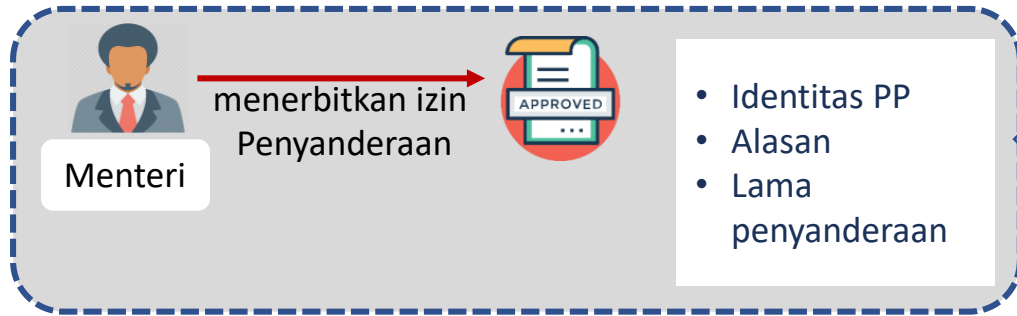 Menteri
menerbitkan izin
Penyanderaan
APPROVED
• Identitas PP
• Alasan
• Lama
penyanderaan